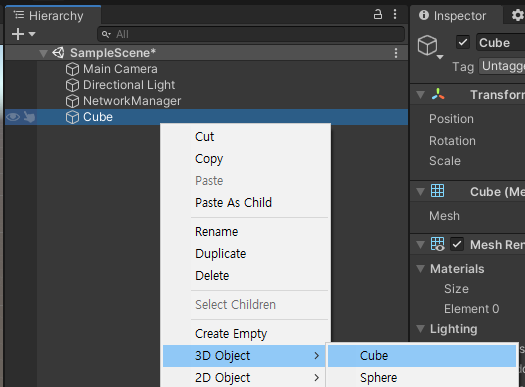 Hierarchy
All
SampleScene*
Main Camera
Directional Light
NetworkManager
Cube
Cut
Copy
Paste
Paste As Child
Rename
Duplicate
Delete
Select Children
Create Empty
3D Object
2D Object
Cube
Sphere
Inspector
Cube
Tag Untagge
Transform
Position
Rotation
Scale
Cube (Me
Mesh
Mesh Ren
Materials
Size
Element 0
Lighting